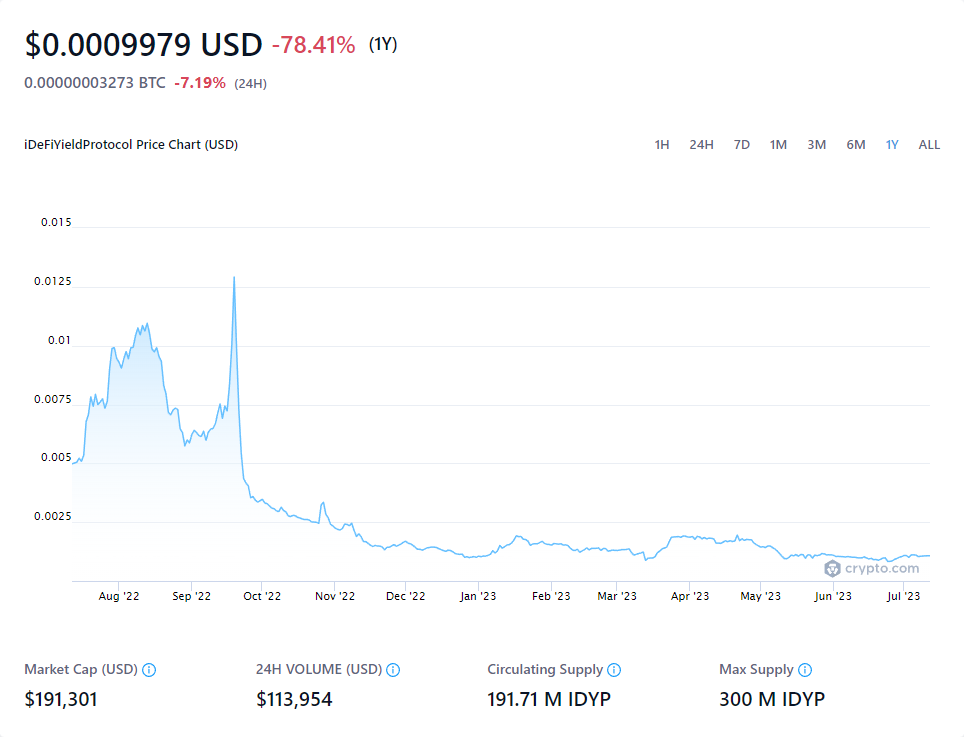 $0.0009979 USD -78.41% (1Y)
0.00000003273 BTC -7.19% (24H)
iDeFiYieldProtocol Price Chart (USD) 1H 24H 7D 1M 3M 6M 1Y ALL
0.015
0.0125
0.01
0.0075
0.005
0.0025
crypto.com
Aug '22 Sep '22 Oct '22 Nov '22 Dec '22 Jan '23 Feb '23 Mar '23 Apr '23 May '23 Jun '23 Jul '23
Market Cap (USD) 24H VOLUME (USD) Circulating Supply Max Supply
$191,301 $113,954 191.71 M IDYP 300 M IDYP